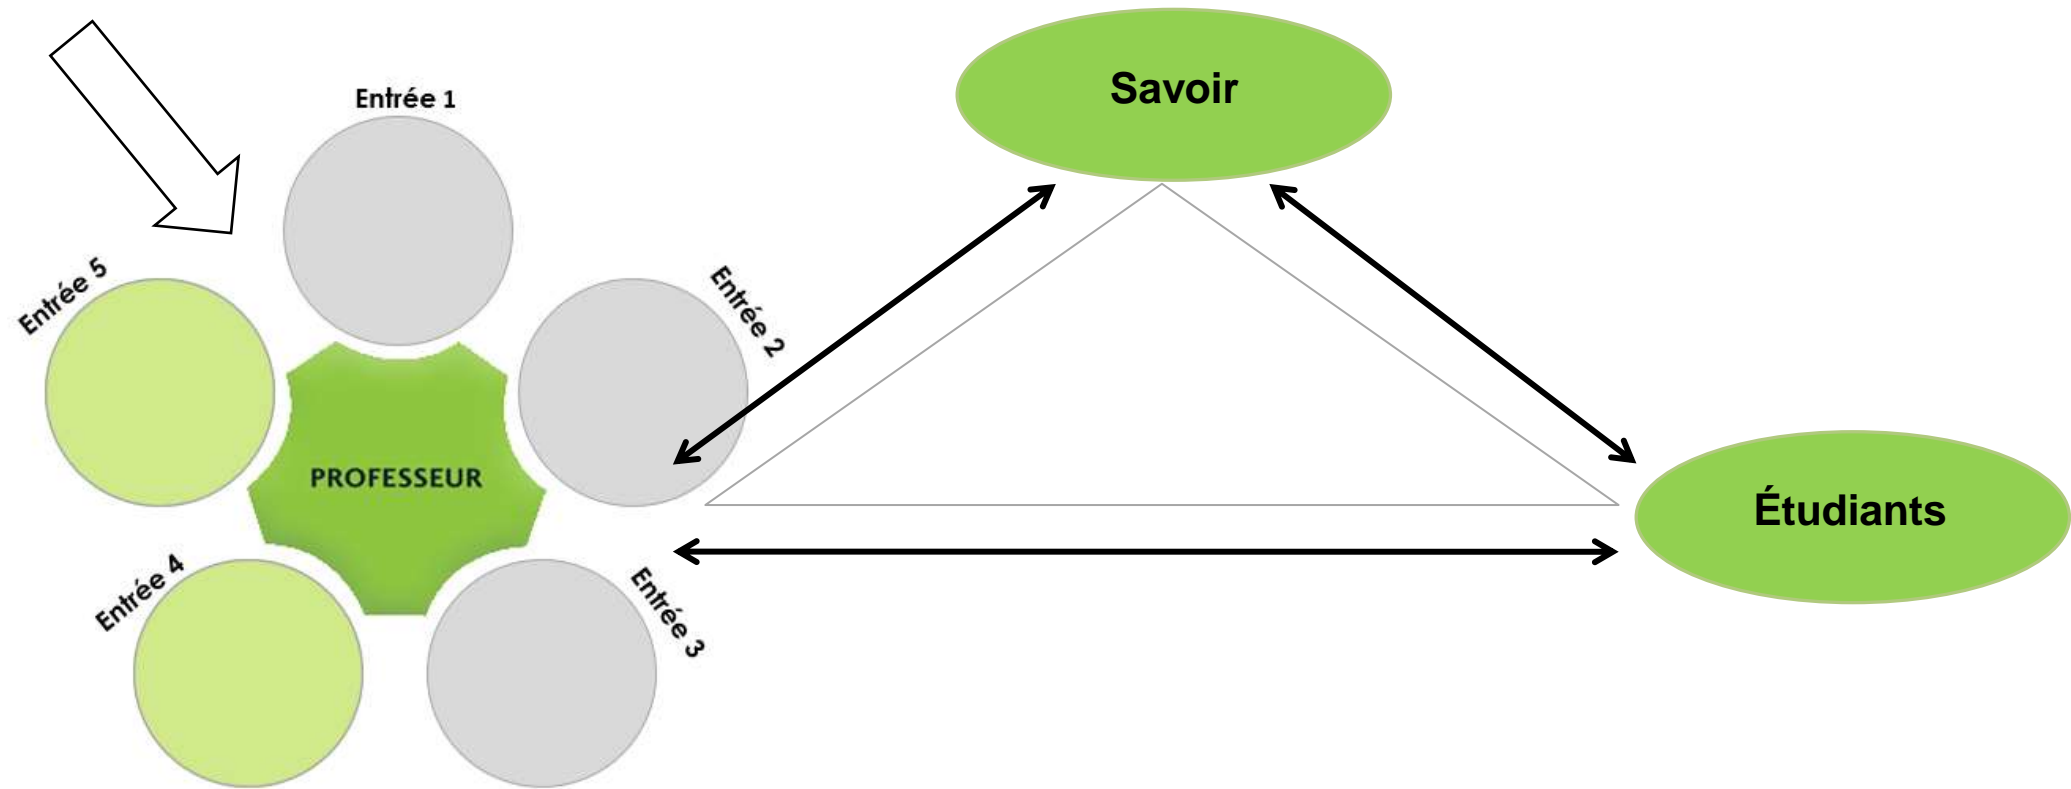 Savoir
Entrée 1
Entrée 2
Entrée 5
PROFESSEUR
Étudiants
Entrée 4
Entrée 3